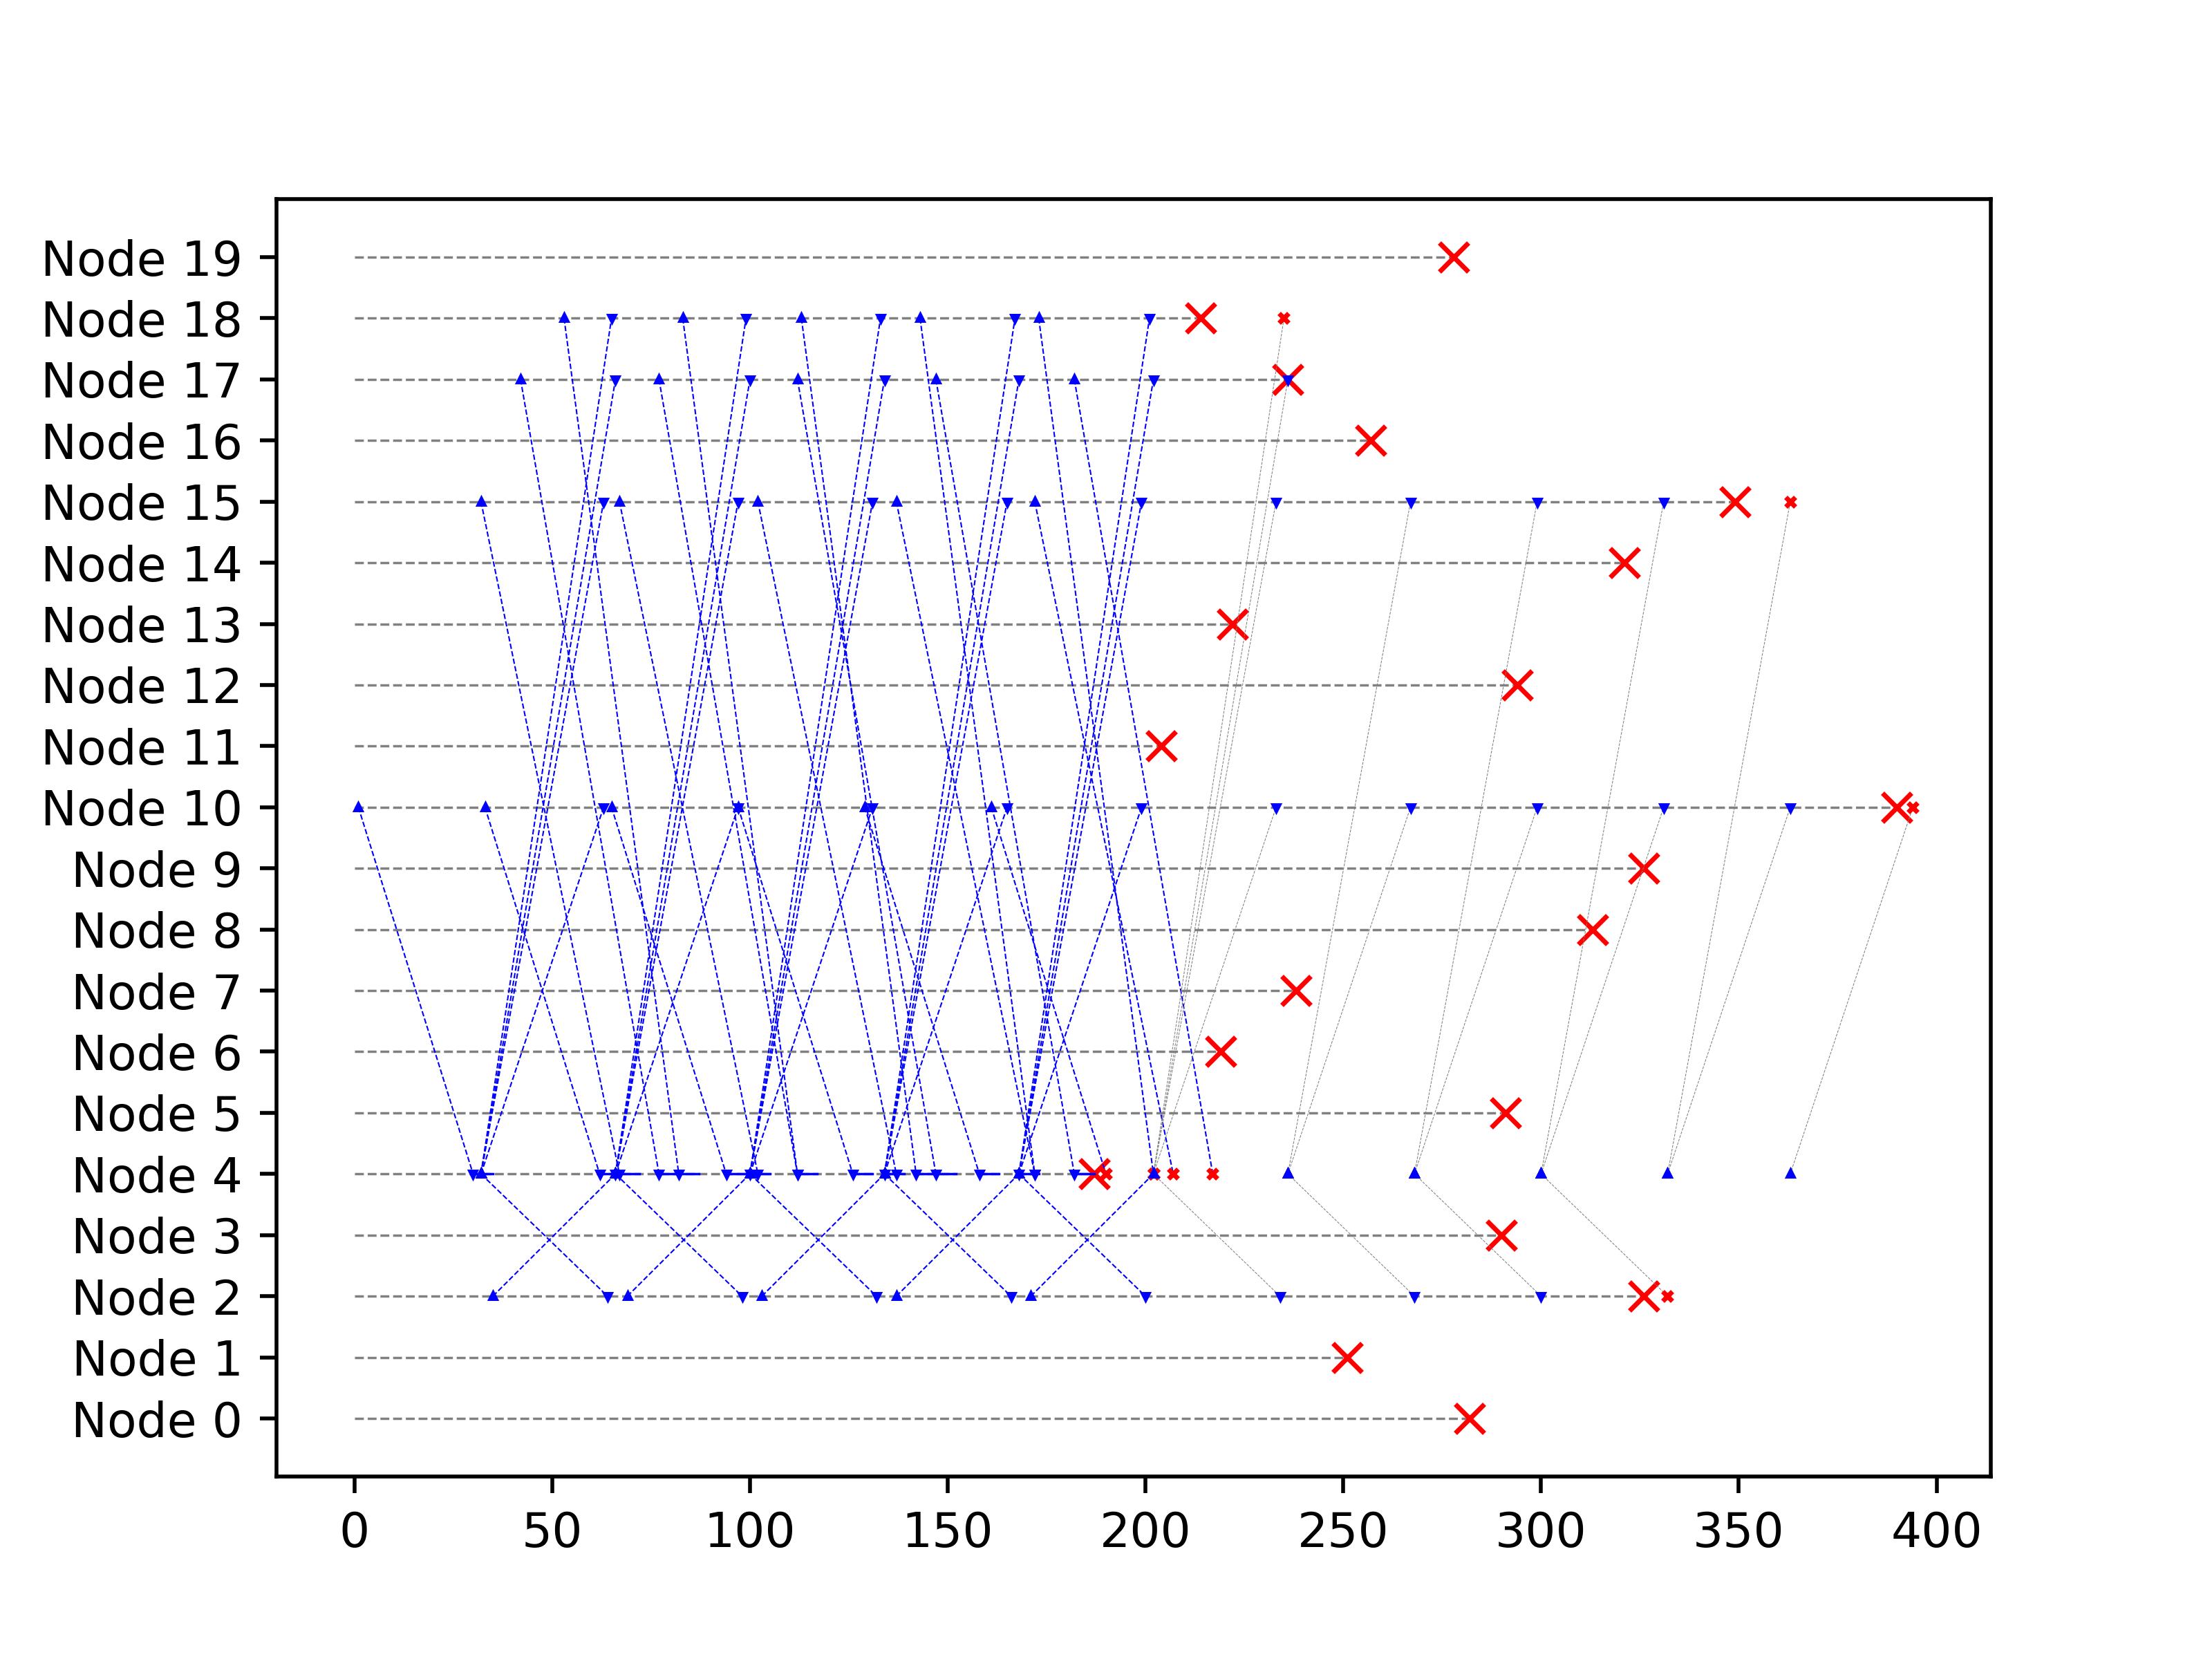 Node 19
Node 18
Node 17
Node 16
Node 15
Node 14
Node 13
Node 12
Node 11
Node 10
Node 9
Node 8
Node 7
Node 6
Node 5
Node 4
Node 3
Node 2
Node 1
Node 0
0 50 100 150 200 250 300 350 400